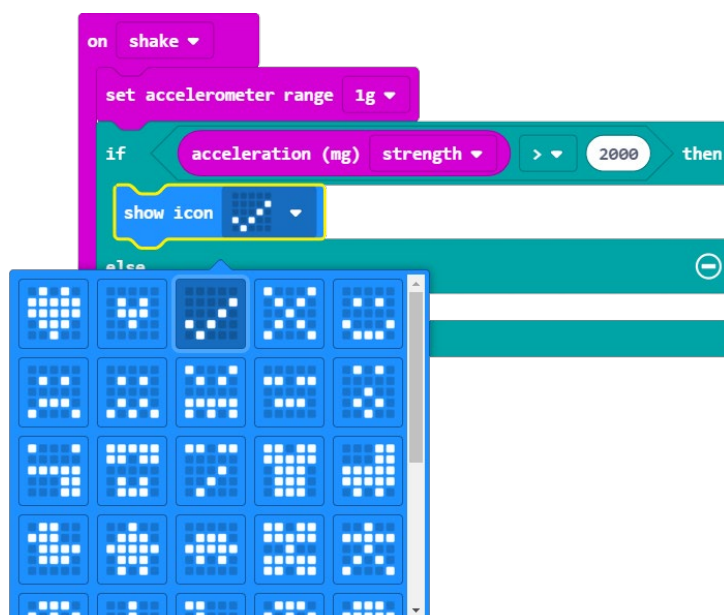 on shake
set accelerometer range 1g
if acceleration (mg) strength > 2000 then
show icon
else